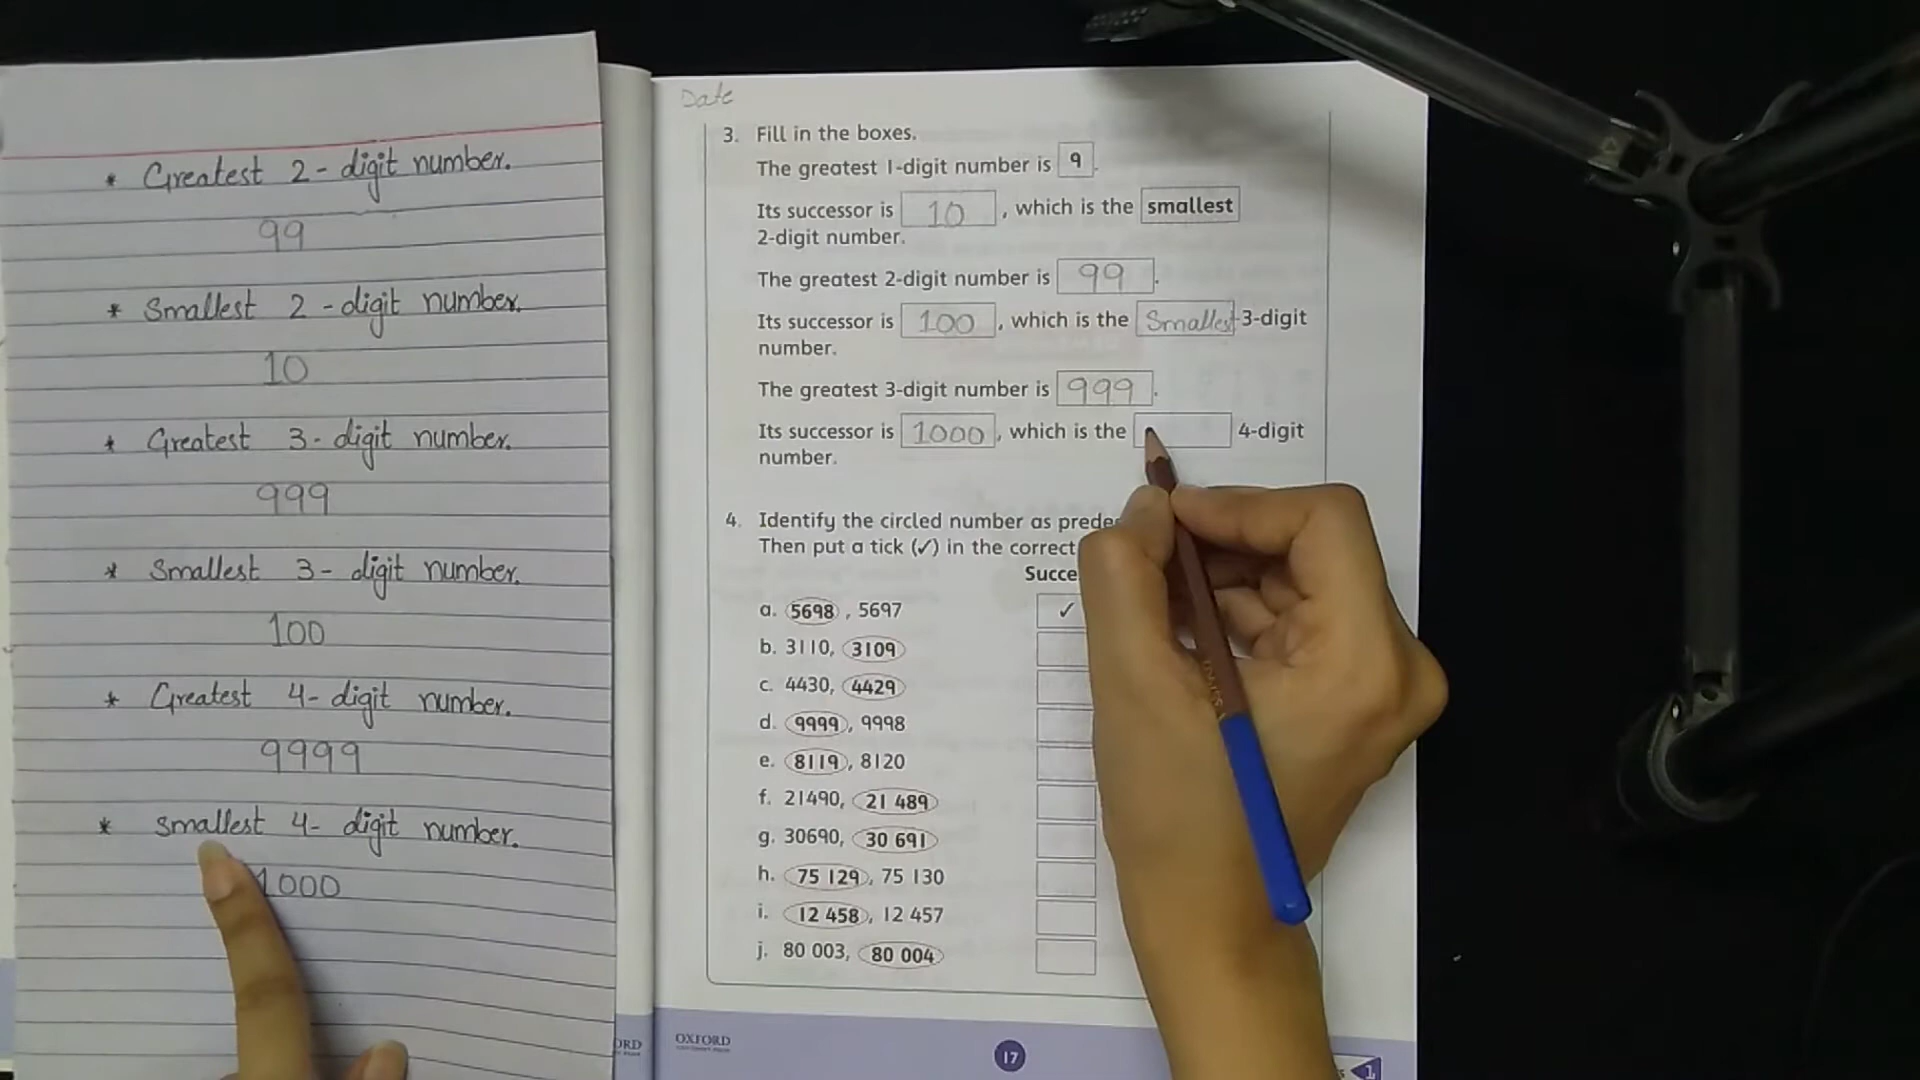 * Greatest 2 - digit number.
99
* Smallest 2 - digit number.
10
* Greatest 3 - digit number.
999
* Smallest 3 - digit number.
100
* Greatest 4 - digit number.
9999
* Smallest 4 - digit number.
1000
Date
3. Fill in the boxes.
The greatest 1-digit number is 9.
Its successor is 10, which is the smallest
2-digit number.
The greatest 2-digit number is 99.
Its successor is 100, which is the Smallest 3-digit
number.
The greatest 3-digit number is 999.
Its successor is 1000, which is the 4-digit
number.
4. Identify the circled number as
Then put a tick (✓) in the correct
a. 5698, 5697 ✓
b. 3110, 3109
c. 4430, 4429
d. 9999, 9998
e. 8119, 8120
f. 21490, 21 489
g. 30690, 30 691
h. 75 129, 75 130
i. 12 458, 12 457
j. 80 003, 80 004
OXFORD
17
1